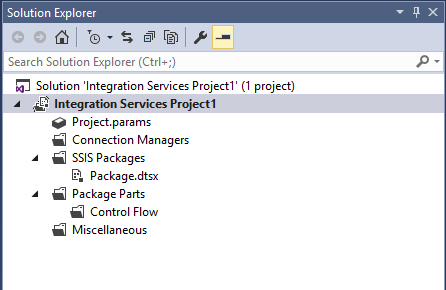 Solution Explorer
Search Solution Explorer (Ctrl+;)
Solution 'Integration Services Project1' (1 project)
Integration Services Project1
Project.params
Connection Managers
SSIS Packages
Package.dtsx
Package Parts
Control Flow
Miscellaneous